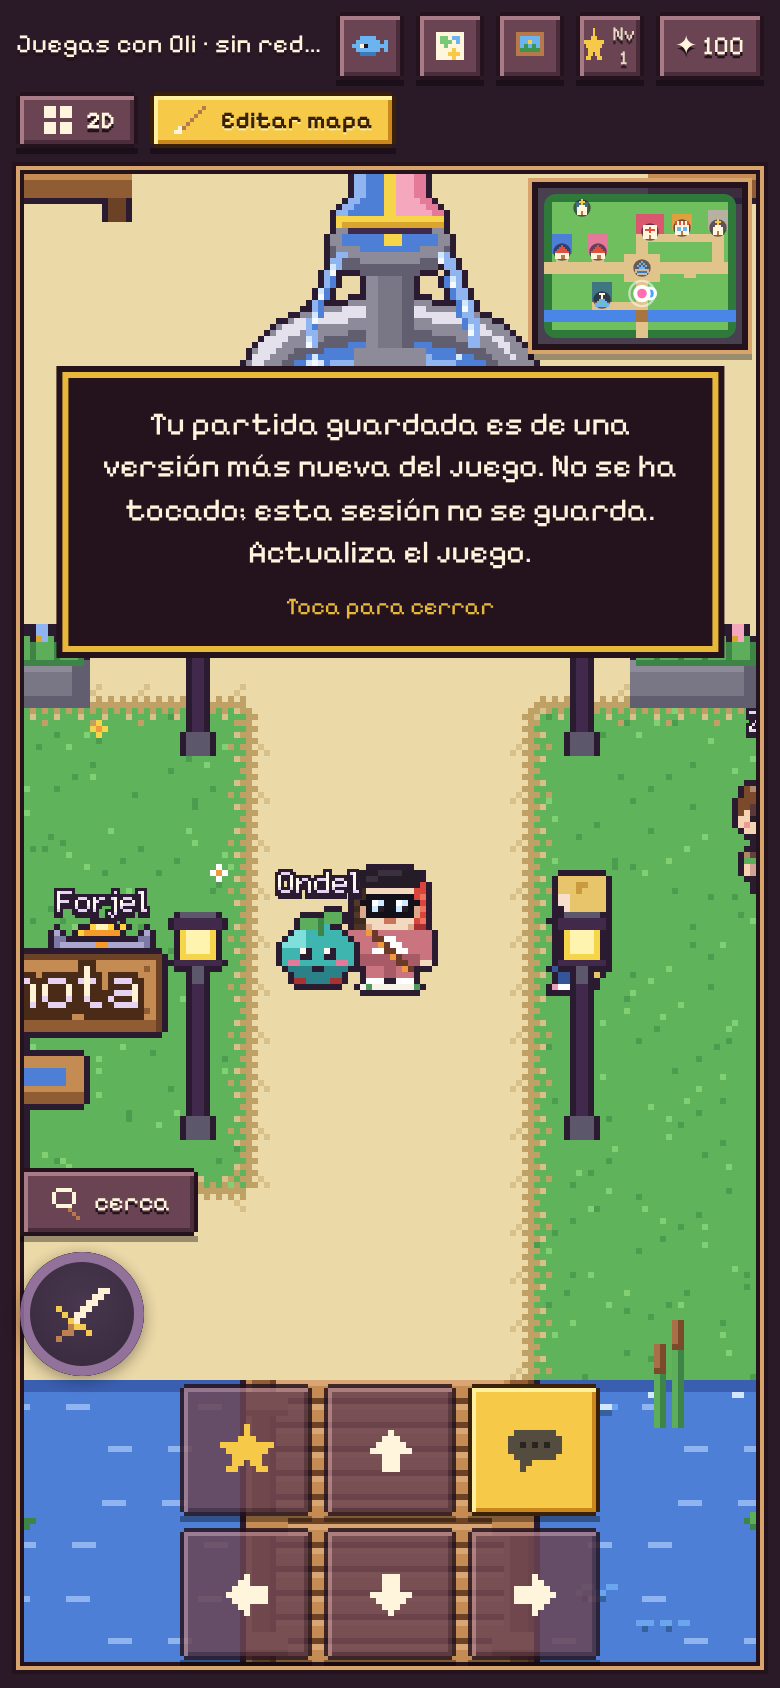 Juegas con Oli · sin red...
Nv
1
100
2D
Editar mapa
Tu partida guardada es de una
versión más nueva del juego. No se ha
tocado; esta sesión no se guarda.
Actualiza el juego.
Toca para cerrar
Ondel
Forjel
cerca